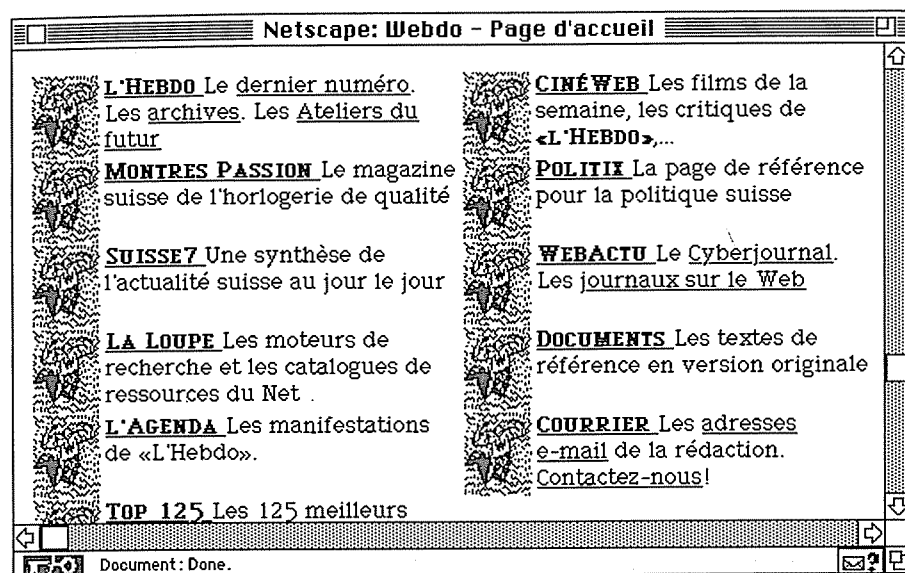 Netscape: Webdo – Page d'accueil
L'HEBDO Le dernier numéro.
Les archives. Les Ateliers du
futur
MONTRES PASSION Le magazine
suisse de l'horlogerie de qualité
SUISSE7 Une synthèse de
l'actualité suisse au jour le jour
LA LOUPE Les moteurs de
recherche et les catalogues de
ressources du Net .
L'AGENDA Les manifestations
de «L'Hebdo».
TOP 125 Les 125 meilleurs
CINÉWEB Les films de la
semaine, les critiques de
«L'HEBDO»,...
POLITIX La page de référence
pour la politique suisse
WEBACTU Le Cyberjournal.
Les journaux sur le Web
DOCUMENTS Les textes de
référence en version originale
COURRIER Les adresses
e-mail de la rédaction.
Contactez-nous!
Document: Done.